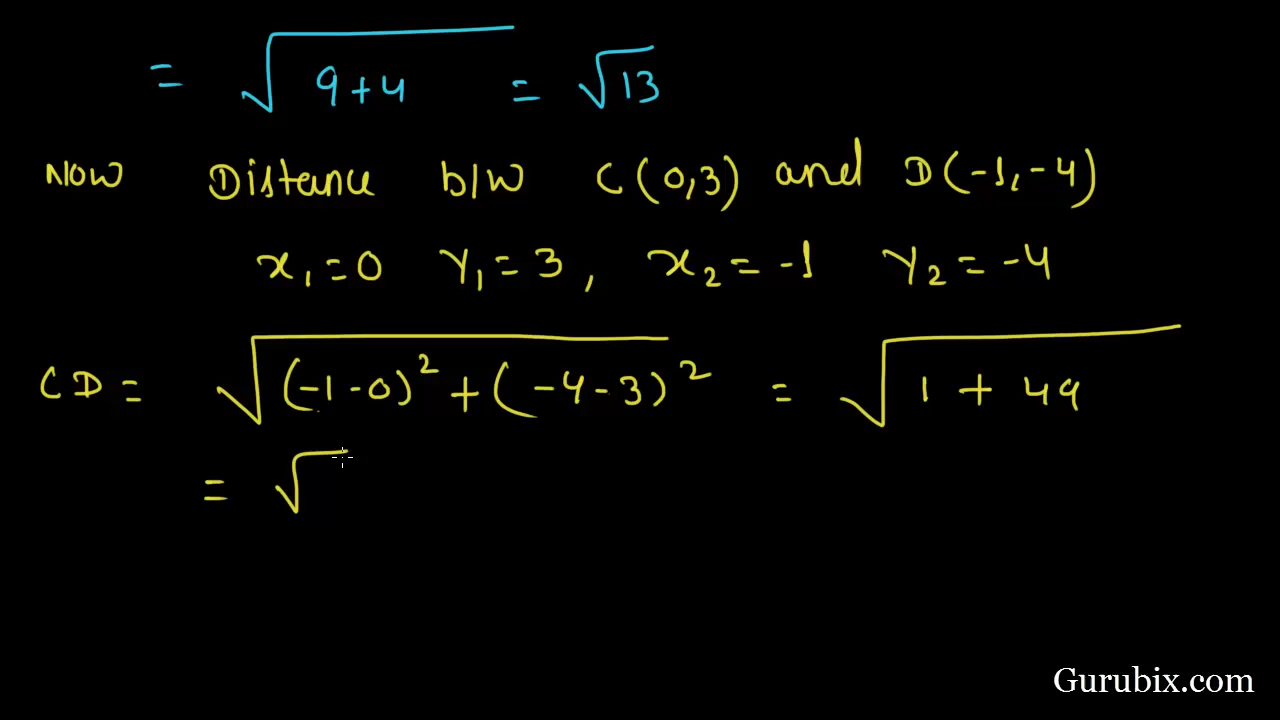 = √9+4 = √13
Now Distance b/w C(0,3) and D(-1,-4)
x₁=0 Y₁=3, x₂=-1 Y₂=-4
CD= √(-1-0)²+(-4-3)² = √1+49
= √
Gurubix.com